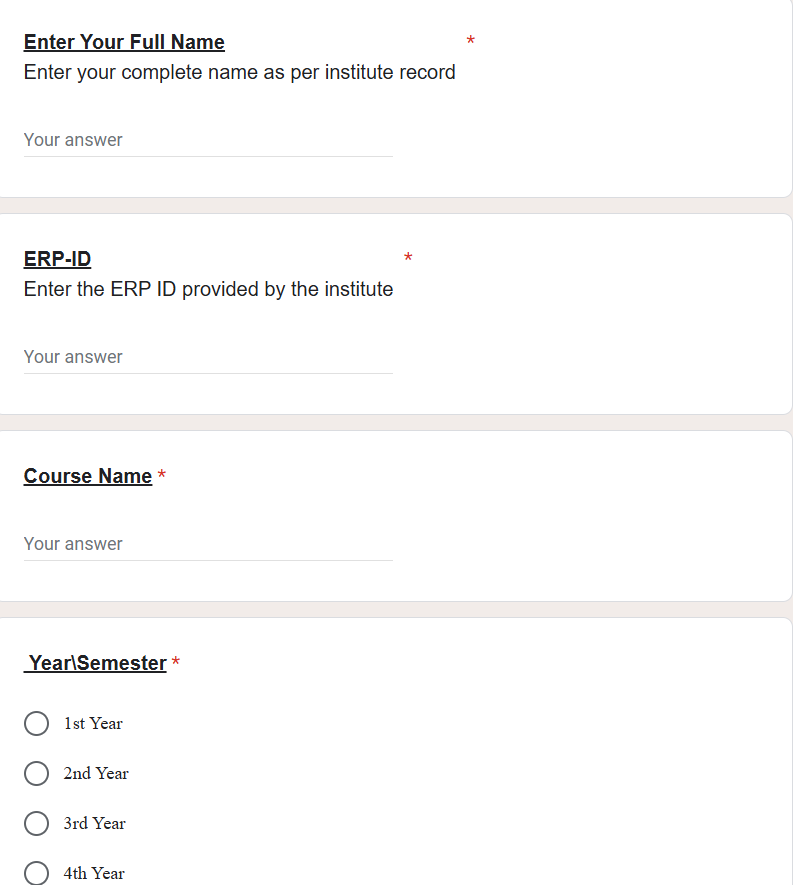 Enter Your Full Name *
Enter your complete name as per institute record
Your answer
ERP-ID *
Enter the ERP ID provided by the institute
Your answer
Course Name *
Your answer
Year\Semester *
1st Year
2nd Year
3rd Year
4th Year